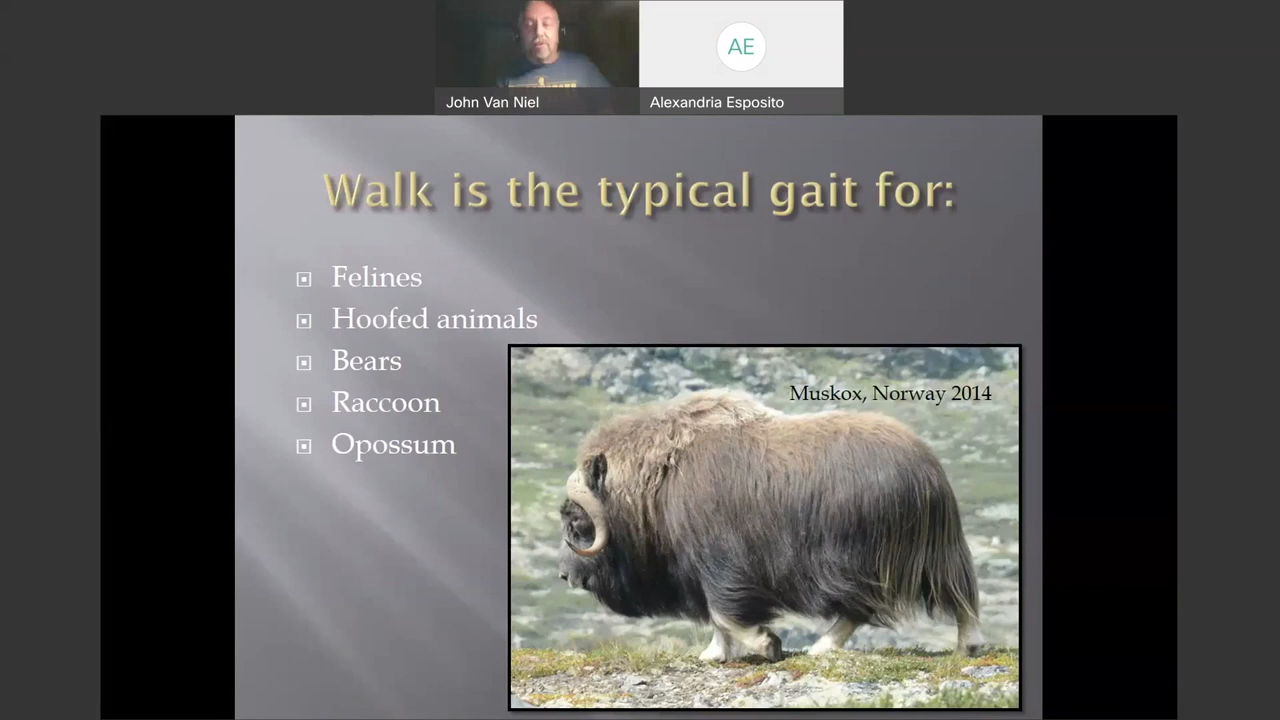 AE
John Van Niel
Alexandria Esposito
Walk is the typical gait for:
Felines
Hoofed animals
Bears
Raccoon
Opossum
Muskox, Norway 2014